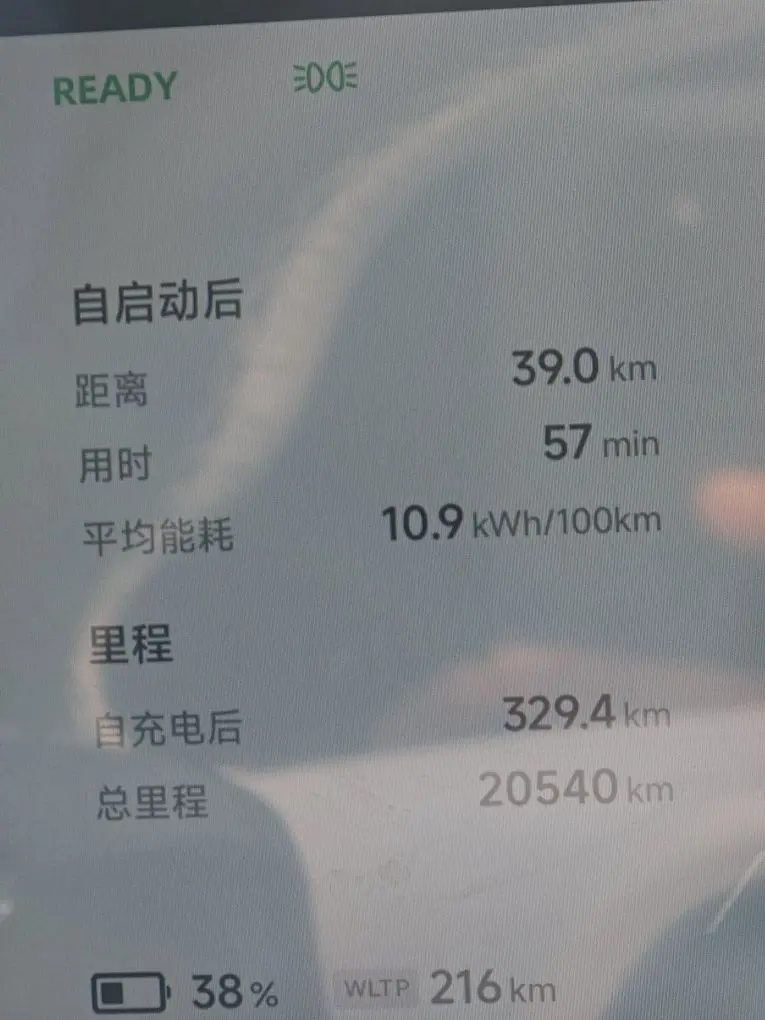 READY
自启动后
距离 39.0 km
用时 57 min
平均能耗 10.9 kWh/100km
里程
自充电后 329.4 km
总里程 20540 km
38 % WLTP 216 km